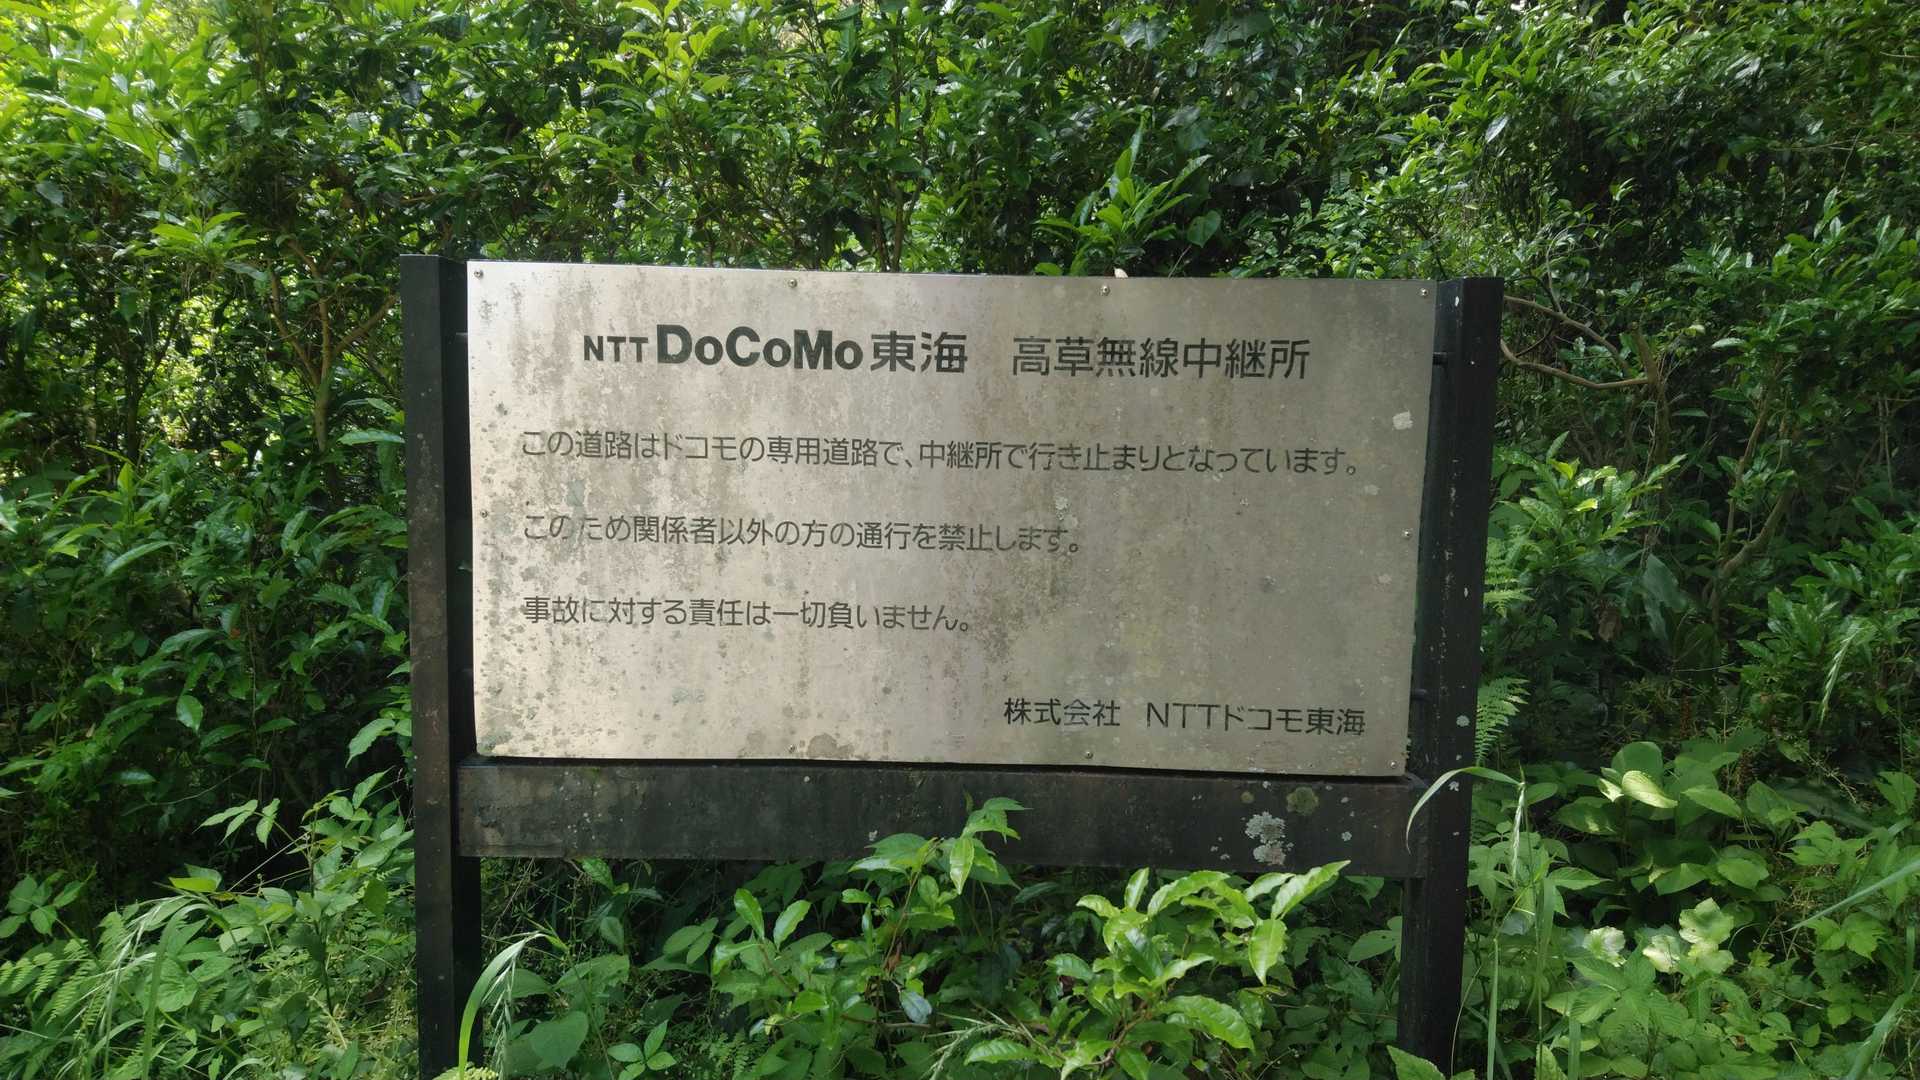 NTT DoCoMo東海　高草無線中継所
この道路はドコモの専用道路で、中継所で行き止まりとなっています。
このため関係者以外の方の通行を禁止します。
事故に対する責任は一切負いません。
株式会社　NTTドコモ東海